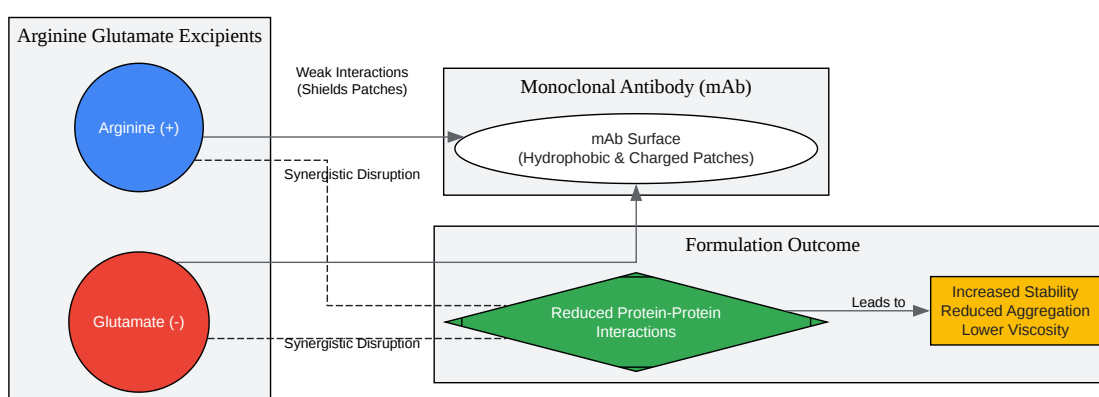 Arginine Glutamate Excipients
Arginine (+)
Glutamate (-)
Weak Interactions
(Shields Patches)
Synergistic Disruption
Synergistic Disruption
Monoclonal Antibody (mAb)
mAb Surface
(Hydrophobic & Charged Patches)
Formulation Outcome
Reduced Protein-Protein
Interactions
Leads to
Increased Stability
Reduced Aggregation
Lower Viscosity